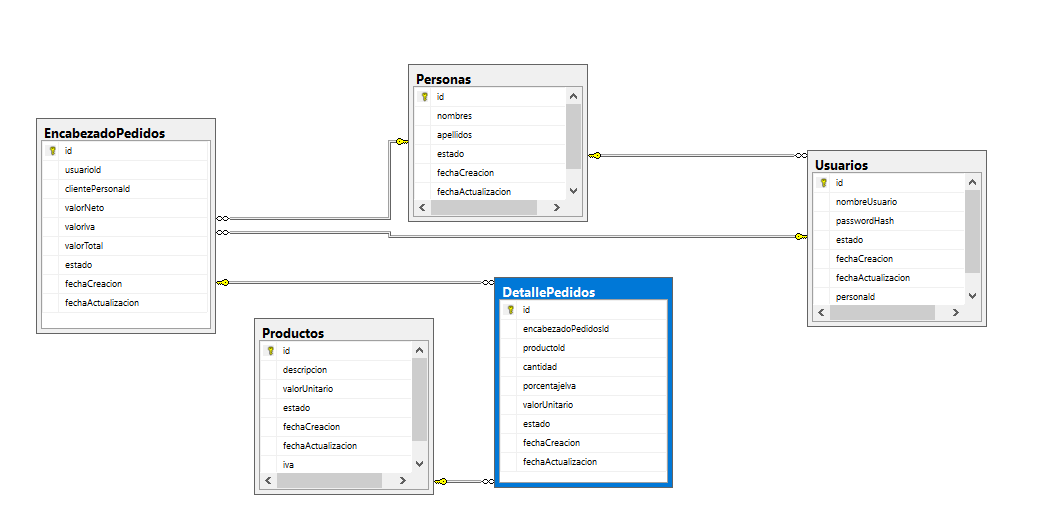 Personas
id
nombres
apellidos
estado
fechaCreacion
fechaActualizacion
EncabezadoPedidos
id
usuarioId
clientePersonaId
valorNeto
valorIva
valorTotal
estado
fechaCreacion
fechaActualizacion
Usuarios
id
nombreUsuario
passwordHash
estado
fechaCreacion
fechaActualizacion
personaId
DetallePedidos
id
encabezadoPedidosId
productoId
cantidad
porcentajeIva
valorUnitario
estado
fechaCreacion
fechaActualizacion
Productos
id
descripcion
valorUnitario
estado
fechaCreacion
fechaActualizacion
iva